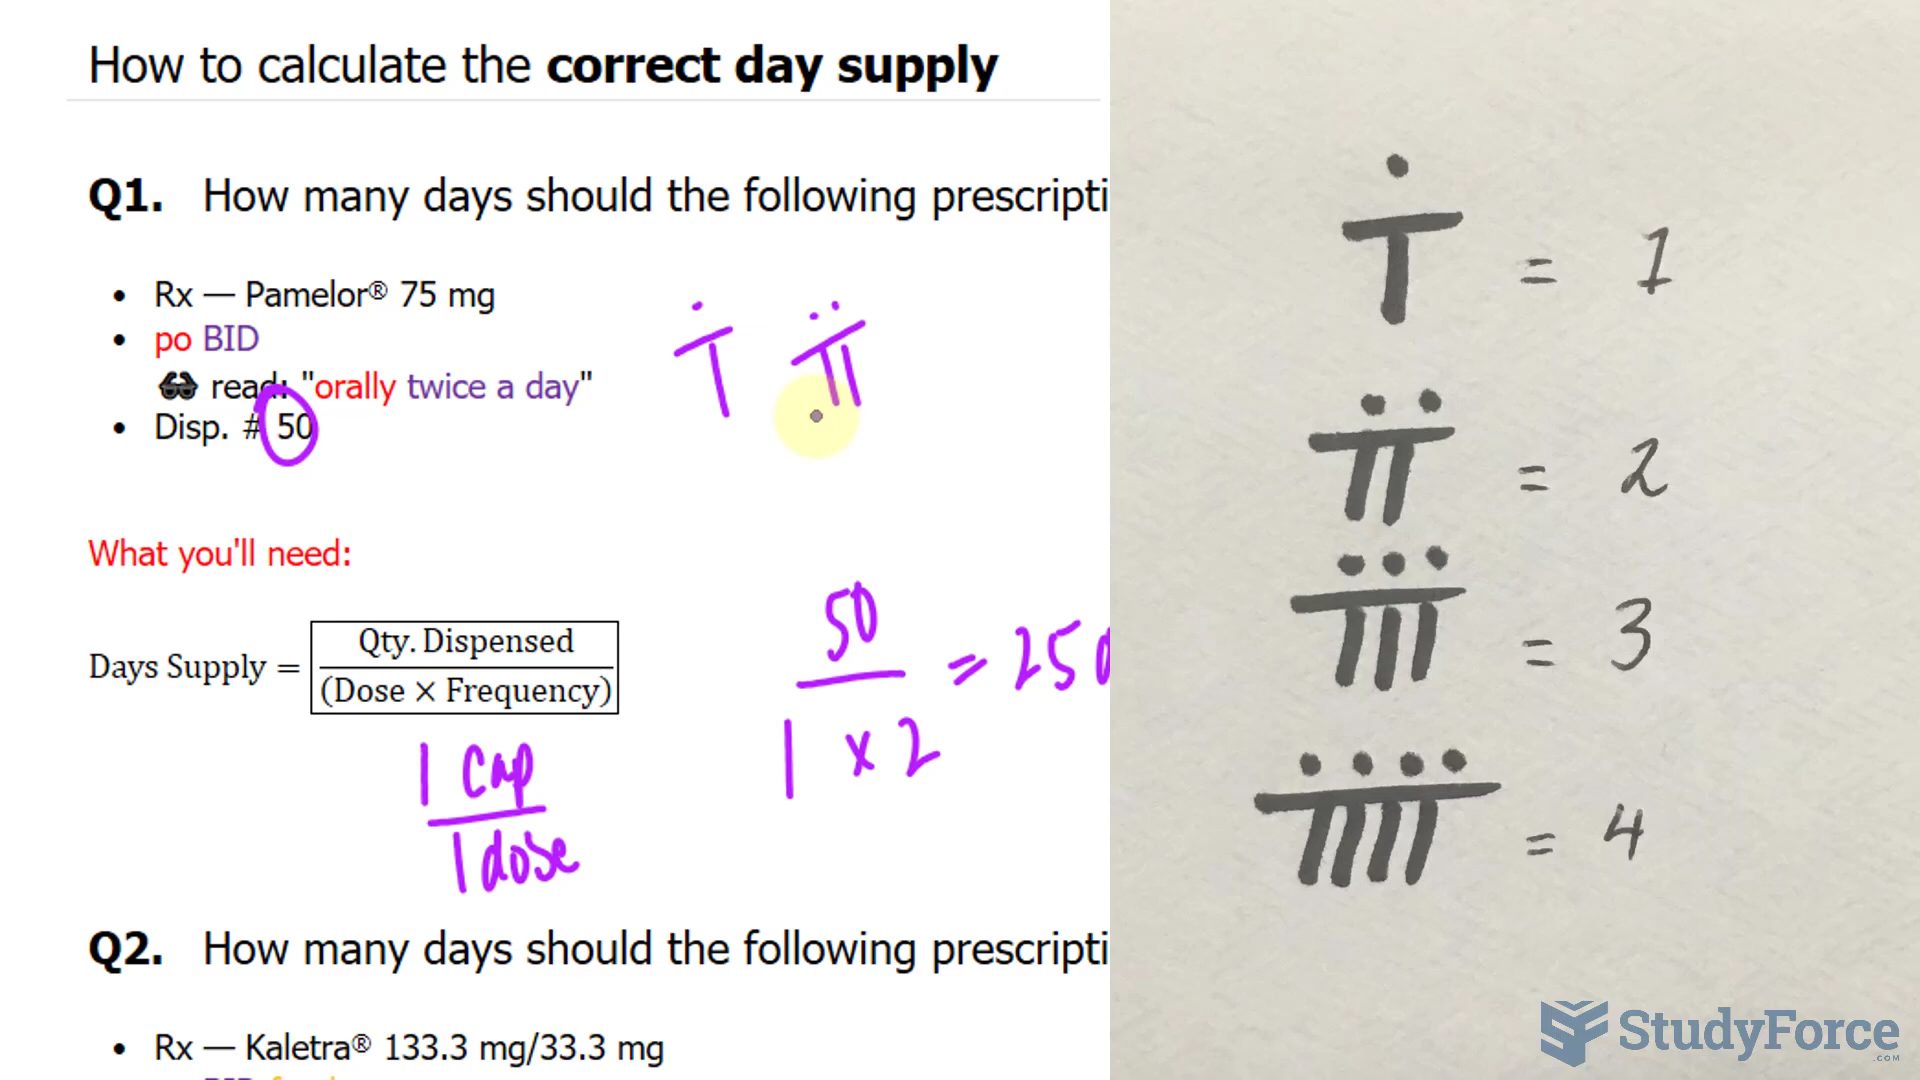 How to calculate the correct day supply
Q1. How many days should the following prescripti
• Rx — Pamelor® 75 mg
• po BID
read: "orally twice a day"
• Disp. # 50
What you'll need:
Days Supply = Qty. Dispensed
(Dose × Frequency)
1 cap
1 dose
50
1 x 2
= 25d
Q2. How many days should the following prescripti
• Rx — Kaletra® 133.3 mg/33.3 mg
= 1
= 2
= 3
= 4
StudyForce
.COM